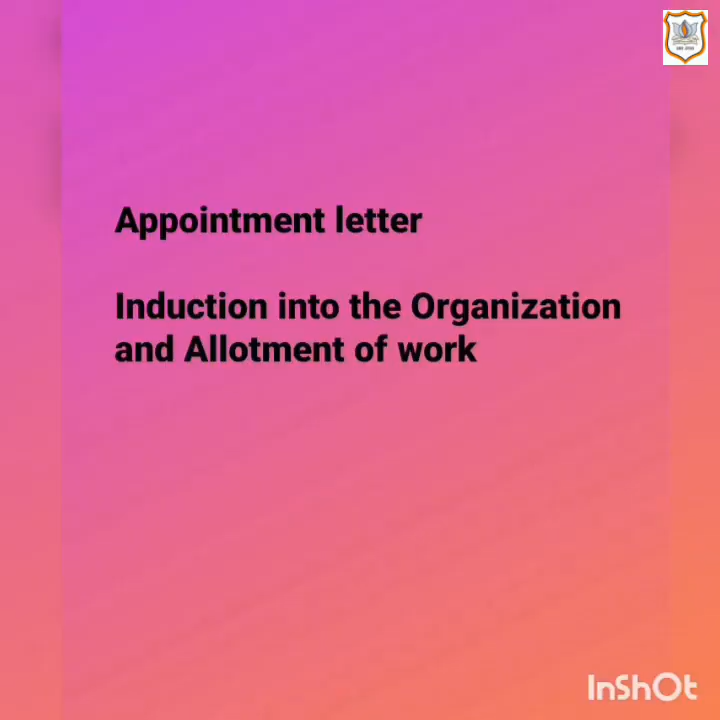 Appointment letter
Induction into the Organization
and Allotment of work
InShOt